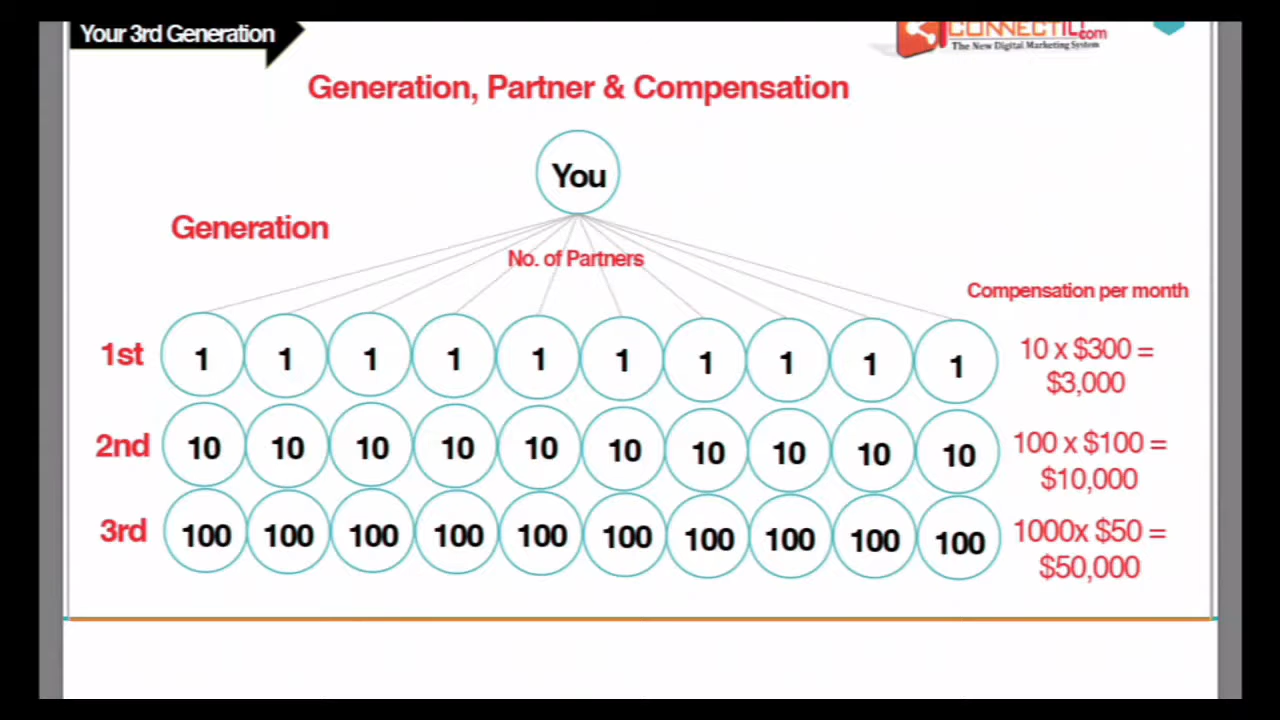 Your 3rd Generation
CONNECTiU.com
The New Digital Marketing System
Generation, Partner & Compensation
You
Generation
No. of Partners
Compensation per month
1st 1 1 1 1 1 1 1 1 1 1 10 x $300 =
$3,000
2nd 10 10 10 10 10 10 10 10 10 10 100 x $100 =
$10,000
3rd 100 100 100 100 100 100 100 100 100 100 1000x $50 =
$50,000